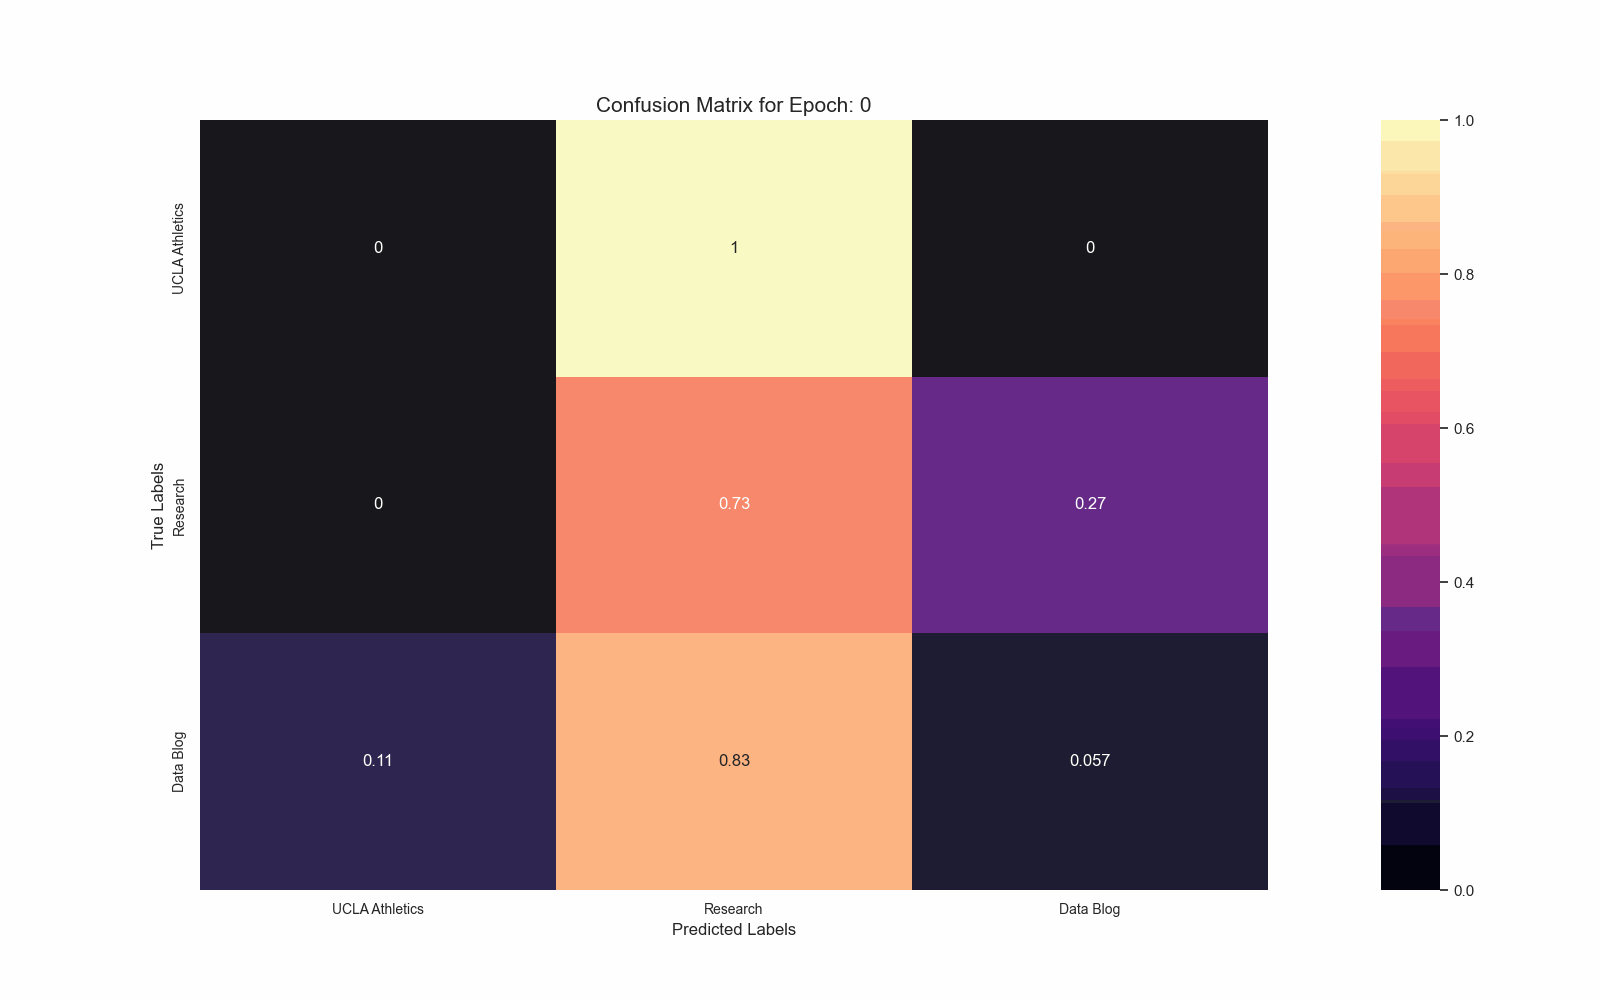 Confusion Matrix for Epoch: 0
True Labels
UCLA Athletics
0
1
0
Research
0
0.73
0.27
Data Blog
0.11
0.83
0.057
UCLA Athletics
Research
Data Blog
Predicted Labels
1.0
0.8
0.6
0.4
0.2
0.0